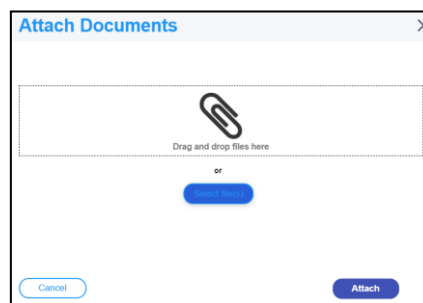 Attach Documents
Drag and drop files here
or
Select file(s)
Cancel
Attach